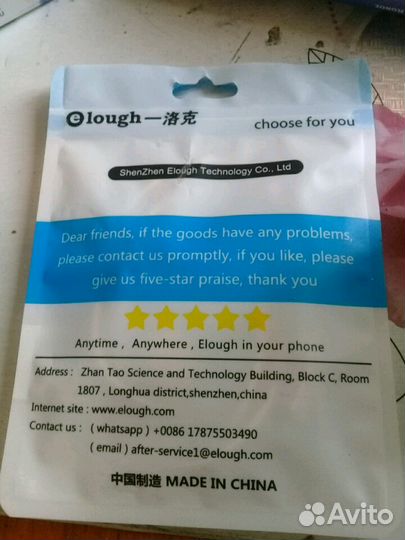 elough一洛克
choose for you
ShenZhen Elough Technology Co., Ltd
Dear friends, if the goods have any problems,
please contact us promptly, if you like, please
give us five-star praise, thank you
Anytime , Anywhere , Elough in your phone
Address : Zhan Tao Science and Technology Building, Block C, Room
1807 , Longhua district,shenzhen,china
Internet site : www.elough.com
Contact us : ( whatsapp ) +0086 17875503490
( email ) after-service1@elough.com
中国制造 MADE IN CHINA
Avito